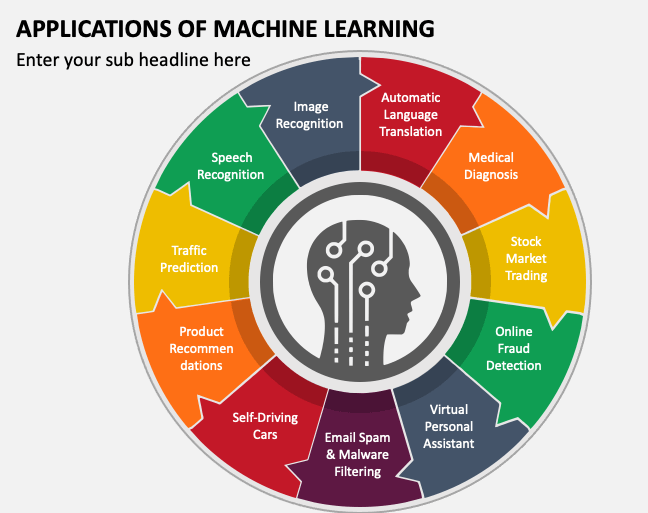 APPLICATIONS OF MACHINE LEARNING
Enter your sub headline here
Image
Recognition
Automatic
Language
Translation
Medical
Diagnosis
Stock
Market
Trading
Online
Fraud
Detection
Virtual
Personal
Assistant
Email Spam
& Malware
Filtering
Self-Driving
Cars
Product
Recommen
dations
Traffic
Prediction
Speech
Recognition